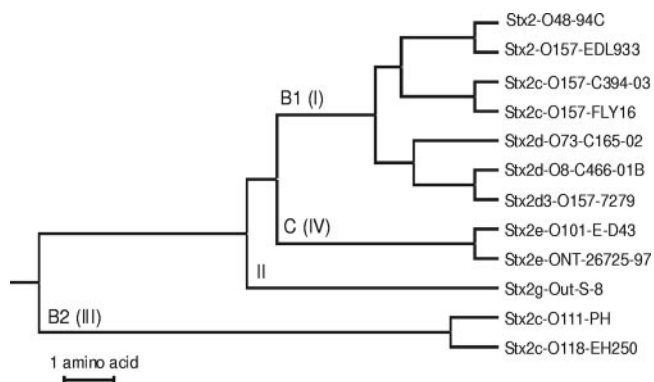 Stx2-O48-94C
Stx2-O157-EDL933
Stx2c-O157-C394-03
B1 (I)
Stx2c-O157-FLY16
Stx2d-O73-C165-02
Stx2d-O8-C466-01B
Stx2d3-O157-7279
C (IV)
Stx2e-O101-E-D43
Stx2e-ONT-26725-97
II
Stx2g-Out-S-8
B2 (III)
Stx2c-O111-PH
Stx2c-O118-EH250
1 amino acid